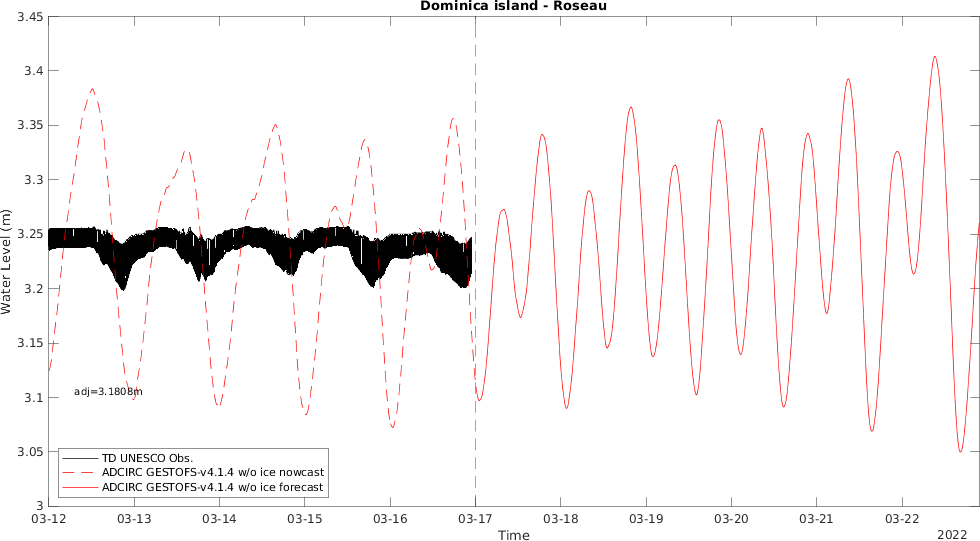 Dominica island - Roseau
3.45
3.4
3.35
3.3
3.25
3.2
3.15
3.1
3.05
3
Water Level (m)
adj=3.1808m
TD UNESCO Obs.
ADCIRC GESTOFS-v4.1.4 w/o ice nowcast
ADCIRC GESTOFS-v4.1.4 w/o ice forecast
03-12 03-13 03-14 03-15 03-16 03-17 03-18 03-19 03-20 03-21 03-22
Time
2022